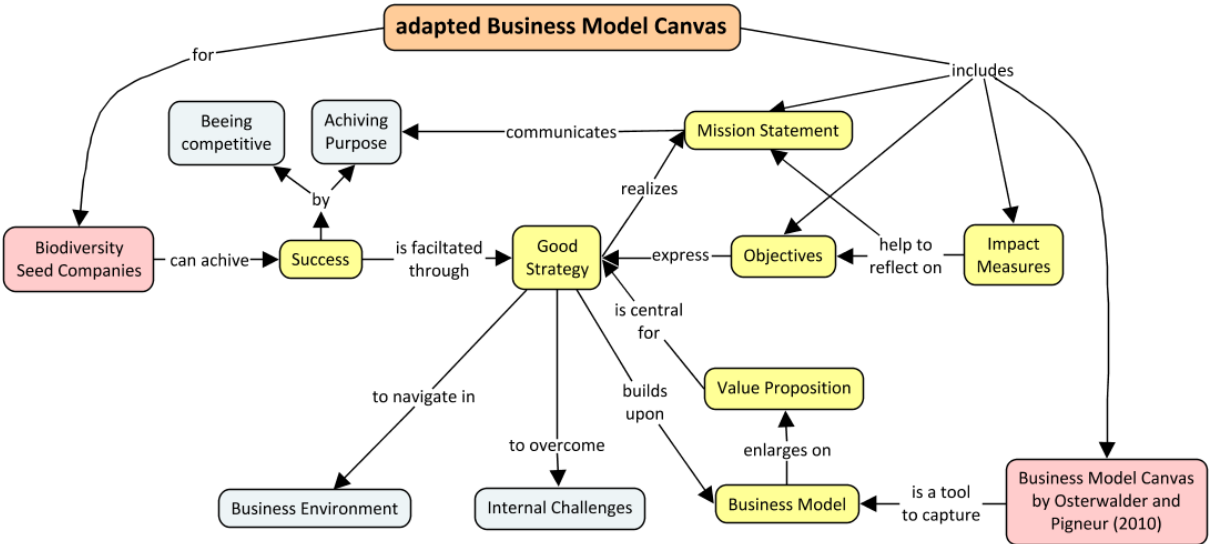 adapted Business Model Canvas
for
includes
Beeing
competitive
Achiving
Purpose
communicates
Mission Statement
by
realizes
Biodiversity
Seed Companies
can achive
Success
is faciltated
through
Good
Strategy
express
Objectives
help to
reflect on
Impact
Measures
is central
for
to navigate in
builds
upon
Value Proposition
to overcome
enlarges on
Business Environment
Internal Challenges
Business Model
is a tool
to capture
Business Model Canvas
by Osterwalder and
Pigneur (2010)